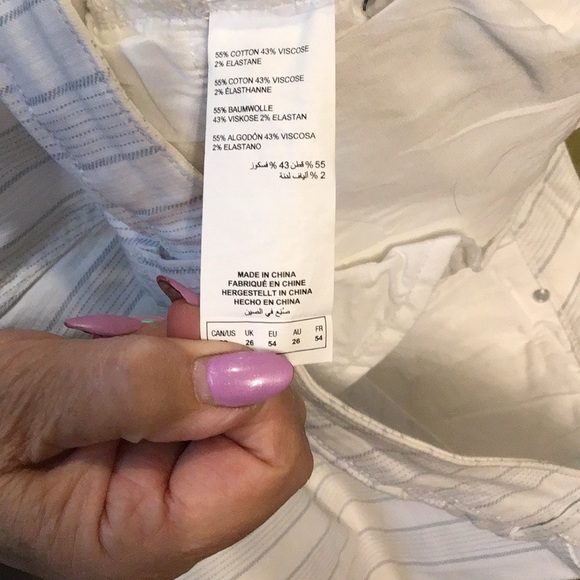 55% COTTON 43% VISCOSE
2% ELASTANE
55% COTON 43% VISCOSE
2% ÉLASTHANNE
55% BAUMWOLLE
43% VISKOSE 2% ELASTAN
55% ALGODÓN 43% VISCOSA
2% ELASTANO
55 % قطن 43 % فسكوز
2 % ألياف لدنة
MADE IN CHINA
FABRIQUÉ EN CHINE
HERGESTELLT IN CHINA
HECHO EN CHINA
صُنِع في الصين
CAN/US UK EU AU FR
26 54 26 54